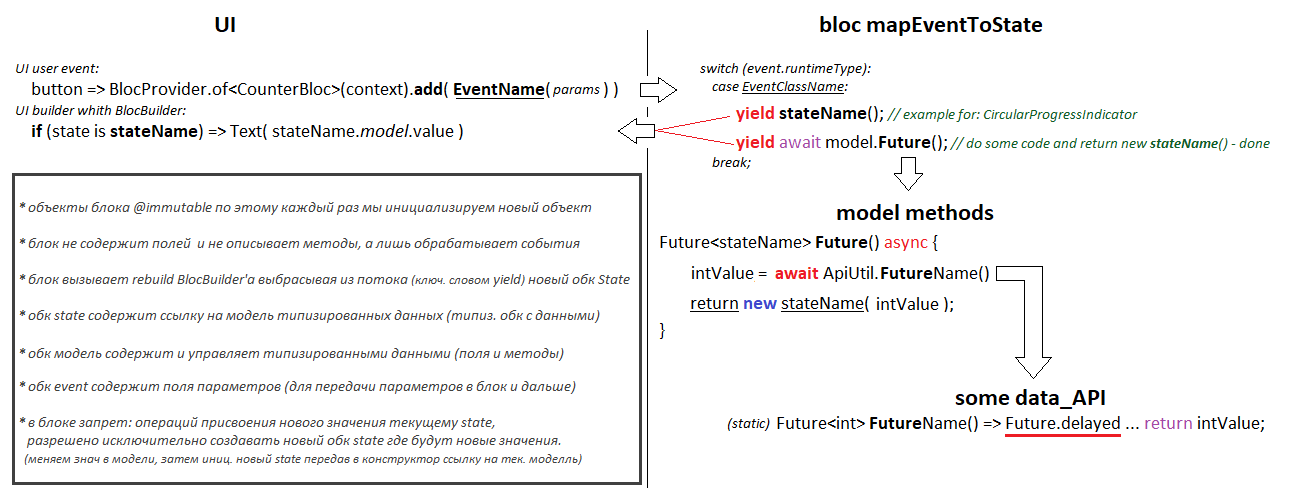 UI
UI user event:
button => BlocProvider.of<CounterBloc>(context).add( EventName( params ) )
UI builder whith BlocBuilder:
if (state is stateName) => Text( stateName.model.value )
* объекты блока @immutable по этому каждый раз мы инициализируем новый объект
* блок не содержит полей и не описывает методы, а лишь обрабатывает события
* блок вызывает rebuild BlocBuilder'а выбрасывая из потока (ключ. словом yield) новый обк State
* обк state содержит ссылку на модель типизированных данных (типиз. обк с данными)
* обк модель содержит и управляет типизированными данными (поля и методы)
* обк event содержит поля параметров (для передачи параметров в блок и дальше)
* в блоке запрет: операций присвоения нового значения текущему state,
разрешено исключительно создавать новый обк state где будут новые значения.
(меняем знач в модели, затем иниц. новый state передав в конструктор ссылку на тек. моделль)
bloc mapEventToState
switch (event.runtimeType):
case EventClassName:
yield stateName(); // example for: CircularProgressIndicator
yield await model.Future(); // do some code and return new stateName() - done
break;
model methods
Future<stateName> Future() async {
intValue = await ApiUtil.FutureName()
return new stateName( intValue );
}
some data_API
(static) Future<int> FutureName() => Future.delayed ... return intValue;